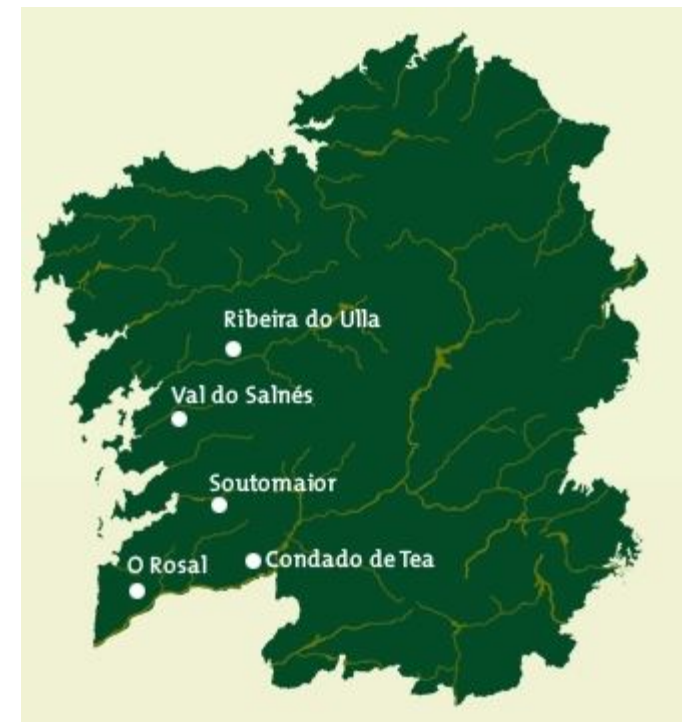 Ribeira do Ulla
Val do Salnés
Soutomaior
O Rosal
Condado de Tea